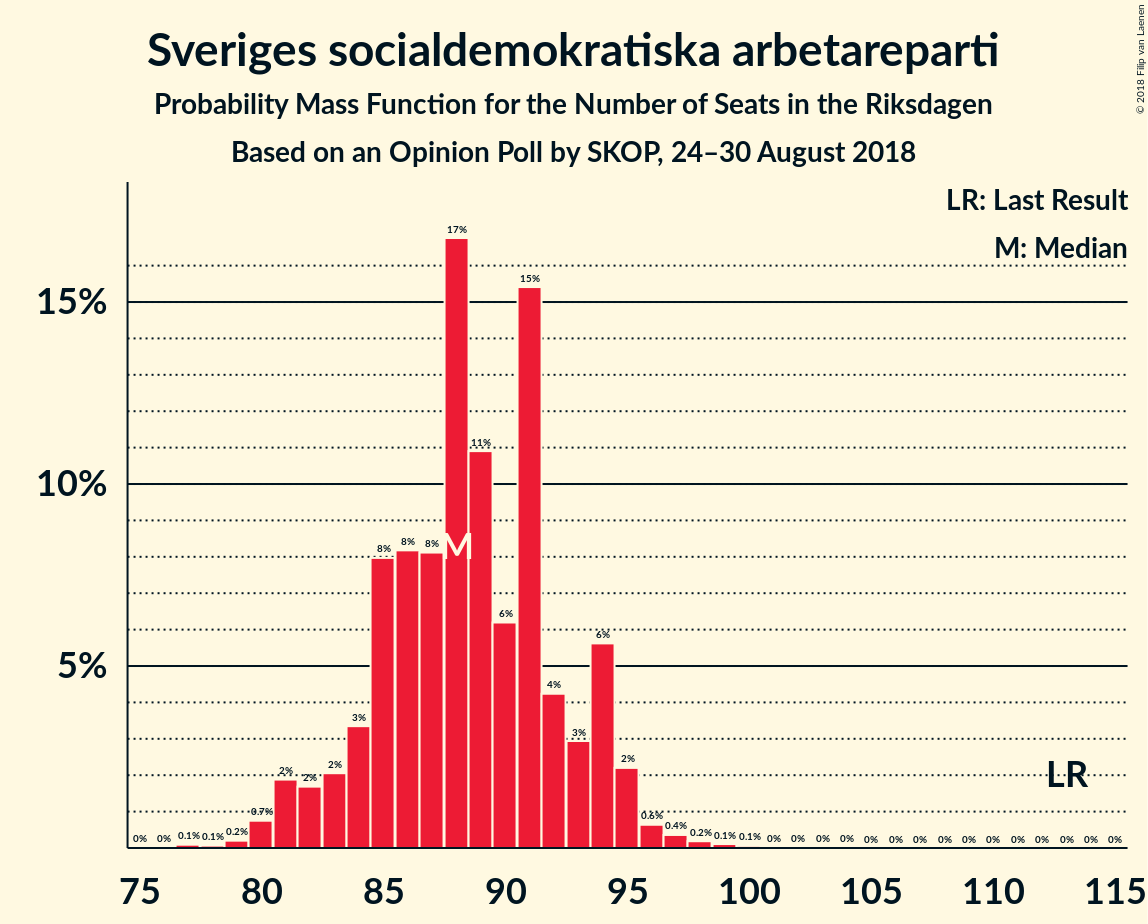 Sveriges socialdemokratiska arbetareparti
Probability Mass Function for the Number of Seats in the Riksdagen
Based on an Opinion Poll by SKOP, 24–30 August 2018
© 2018 Filip van Laenen
LR: Last Result
M: Median
15%
10%
5%
0% 0% 0.1% 0.1% 0.2% 0.7% 2% 2% 2% 3% 8% 8% 8% 17% 11% 6% 15% 4% 3% 6% 2% 0.6% 0.4% 0.2% 0.1% 0.1% 0% 0% 0% 0% 0% 0% 0% 0% 0% 0% 0% 0% 0% 0% 0%
M
LR
75 80 85 90 95 100 105 110 115